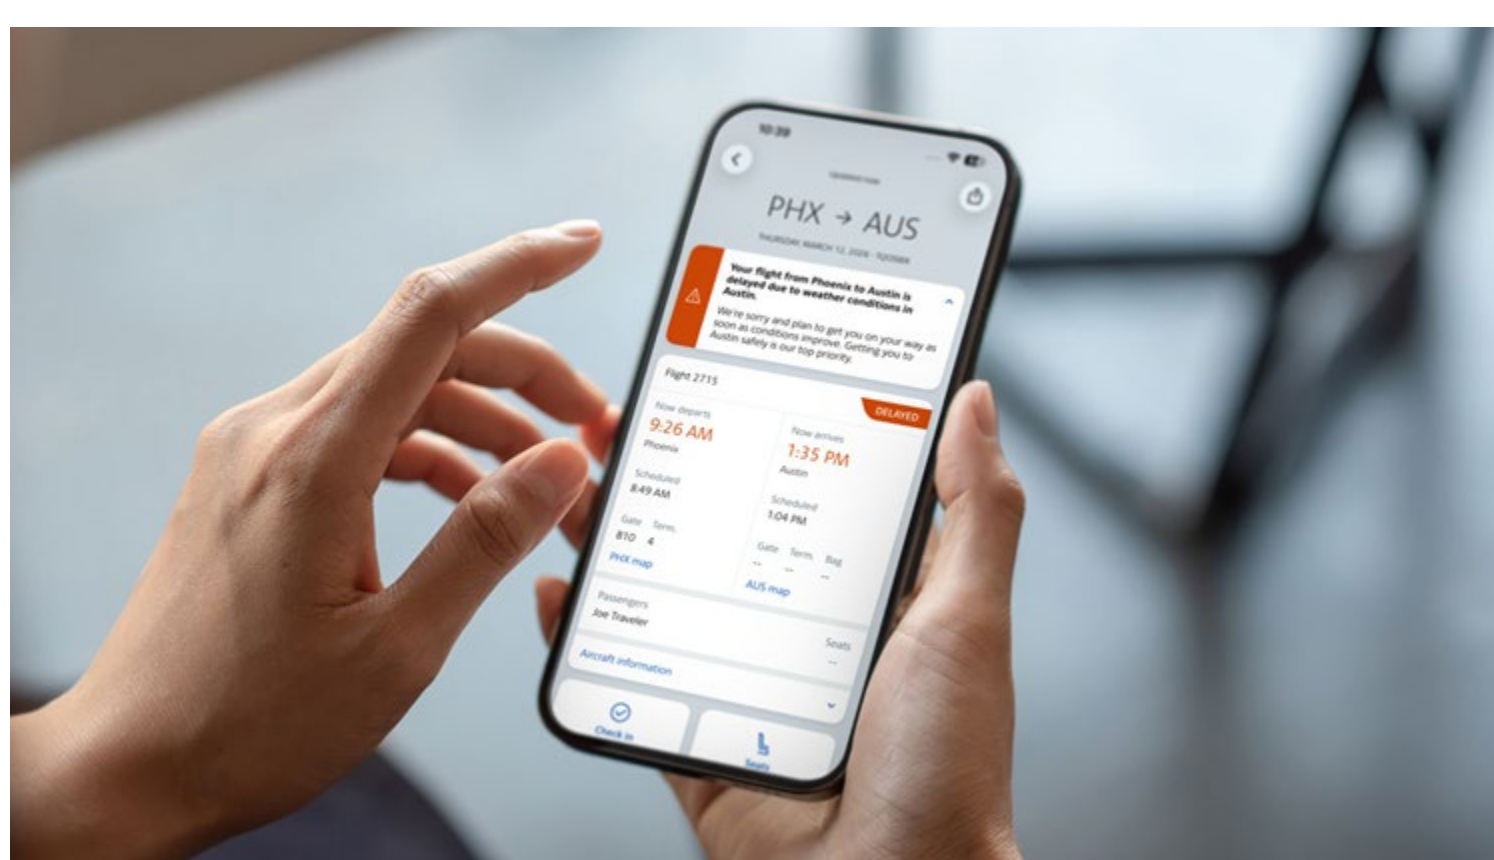 10:39
Updated now
PHX → AUS
Your flight from Phoenix to Austin is
delayed due to weather conditions in
Austin.
We're sorry and plan to get you on your way as
soon as conditions improve. Getting you to
Austin safely is our top priority.
Flight 2715
DELAYED
Now departs
9:26 AM
Phoenix
Scheduled
8:49 AM
Gate Term.
B10 4
PHX map
Now arrives
1:35 PM
Austin
Scheduled
1:04 PM
Gate Term. Bag
-- -- --
AUS map
Passengers
Joe Traveler
Seats
--
Aircraft information
Check in
Seats